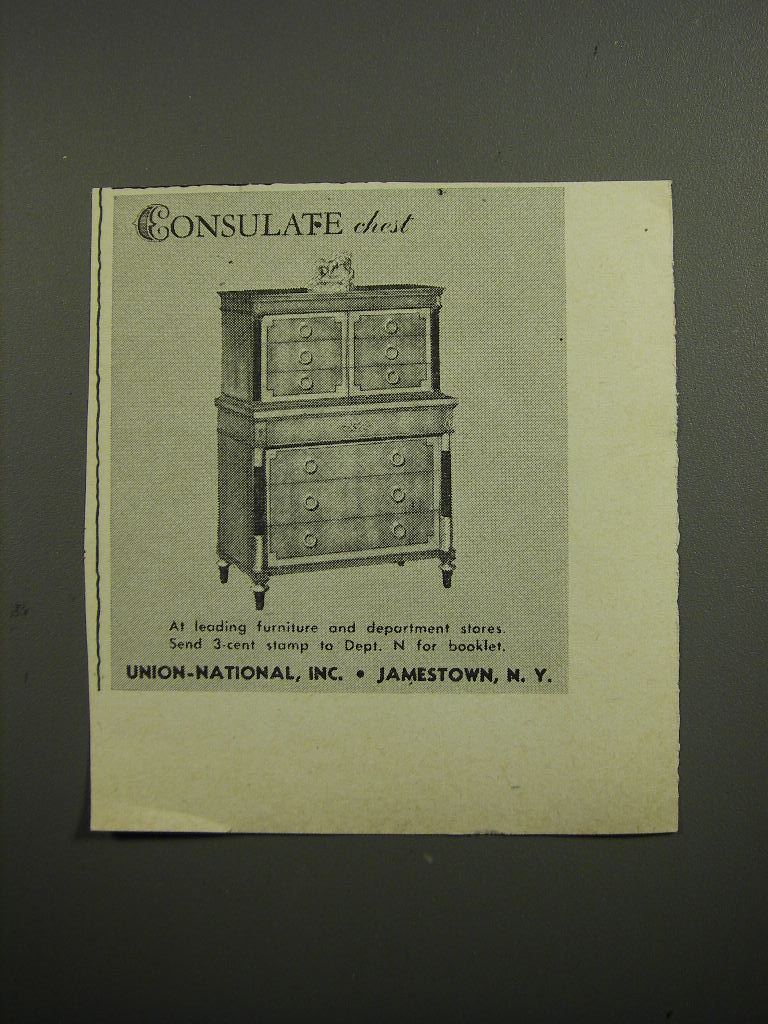 CONSULATE chest
At leading furniture and department stores.
Send 3-cent stamp to Dept. N for booklet.
UNION-NATIONAL, INC. • JAMESTOWN, N. Y.